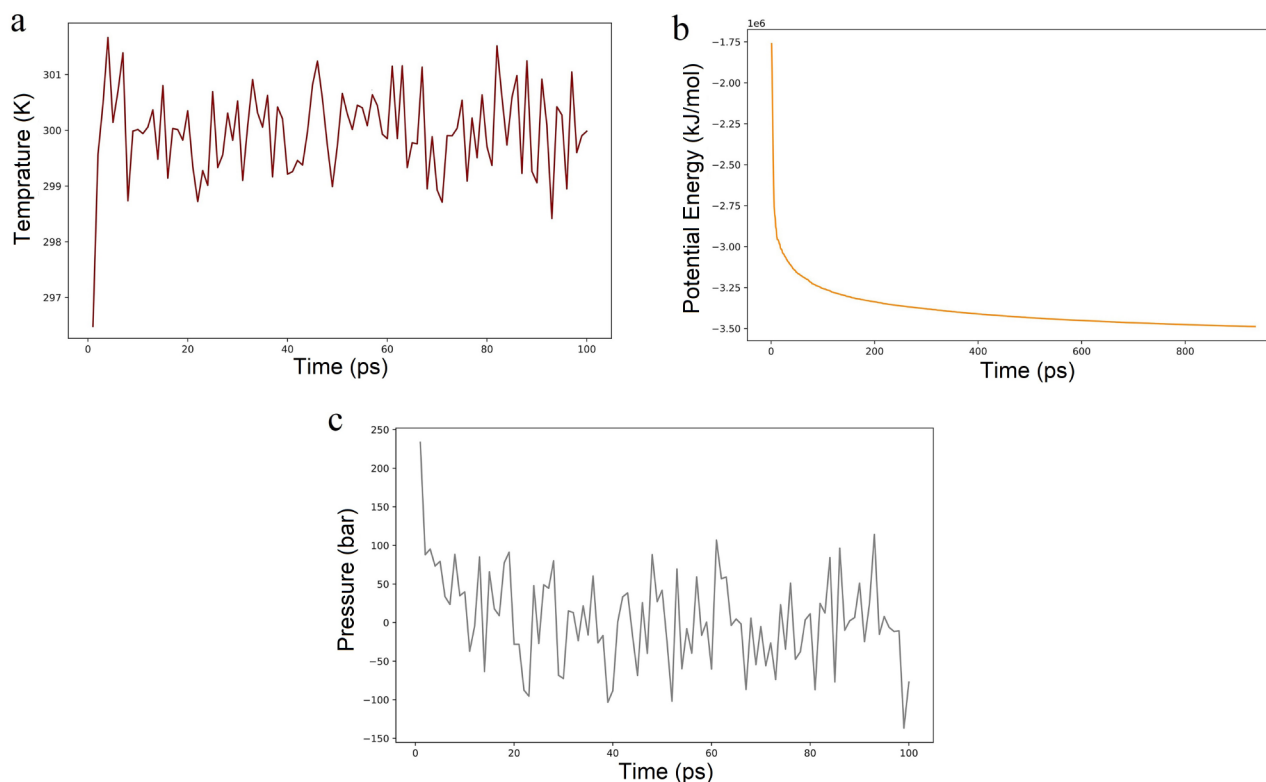 a
301
300
299
298
297
Temprature (K)
0 20 40 60 80 100
Time (ps)
b
1e6
−1.75
−2.00
−2.25
−2.50
−2.75
−3.00
−3.25
−3.50
Potential Energy (kJ/mol)
0 200 400 600 800
Time (ps)
c
250
200
150
100
50
0
−50
−100
−150
Pressure (bar)
0 20 40 60 80 100
Time (ps)